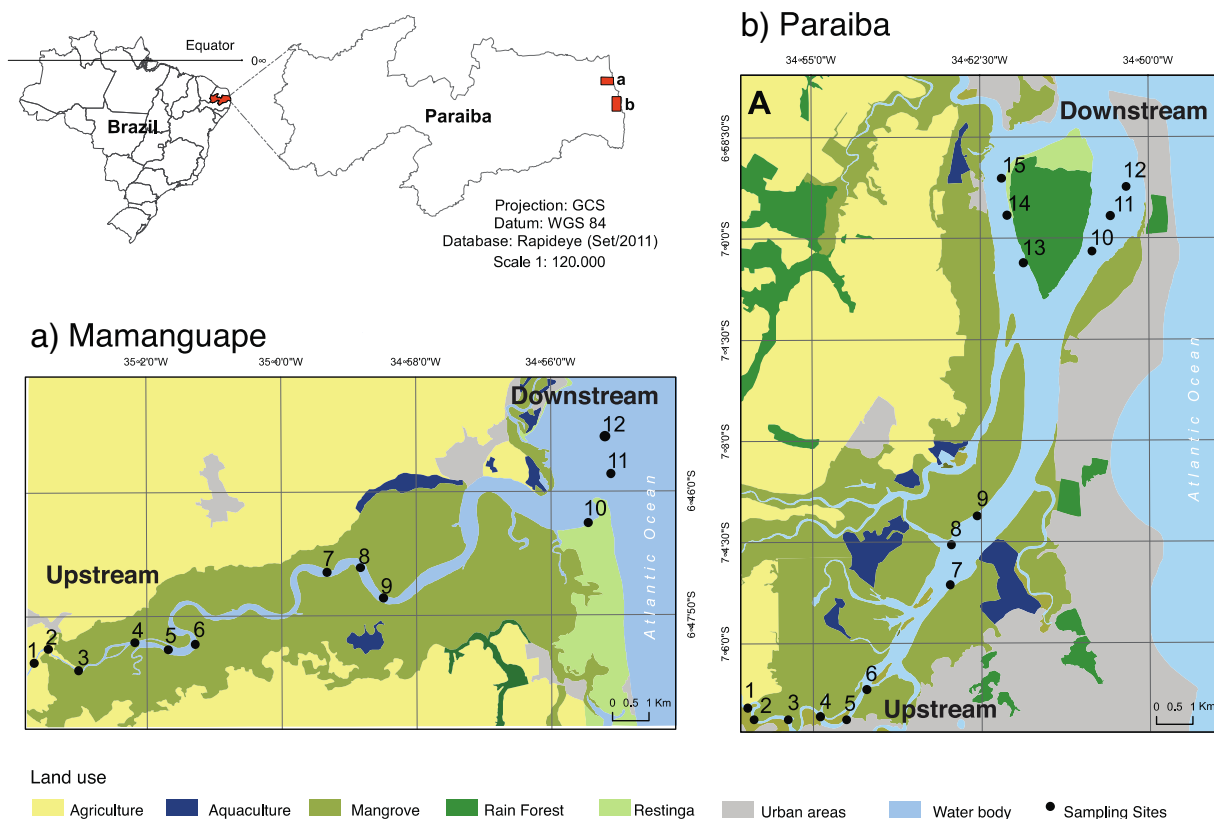 Equator
0∞
Brazil
Paraiba
a
b
Projection: GCS
Datum: WGS 84
Database: Rapideye (Set/2011)
Scale 1: 120.000
a) Mamanguape
35°2'0"W
35°0'0"W
34°58'0"W
34°56'0"W
Downstream
12
11
10
6°46'0"S
6°47'50"S
Upstream
1
2
3
4
5
6
7
8
9
Atlantic Ocean
0 0.5 1 Km
b) Paraiba
34°55'0"W
34°52'30"W
34°50'0"W
A
Downstream
6°58'30"S
7°0'0"S
7°4'30"S
7°8'0"S
7°4'30"S
7°6'0"S
15
14
13
12
11
10
9
8
7
6
5
4
3
2
1
Upstream
Atlantic Ocean
0 0.5 1 Km
Land use
Agriculture
Aquaculture
Mangrove
Rain Forest
Restinga
Urban areas
Water body
Sampling Sites